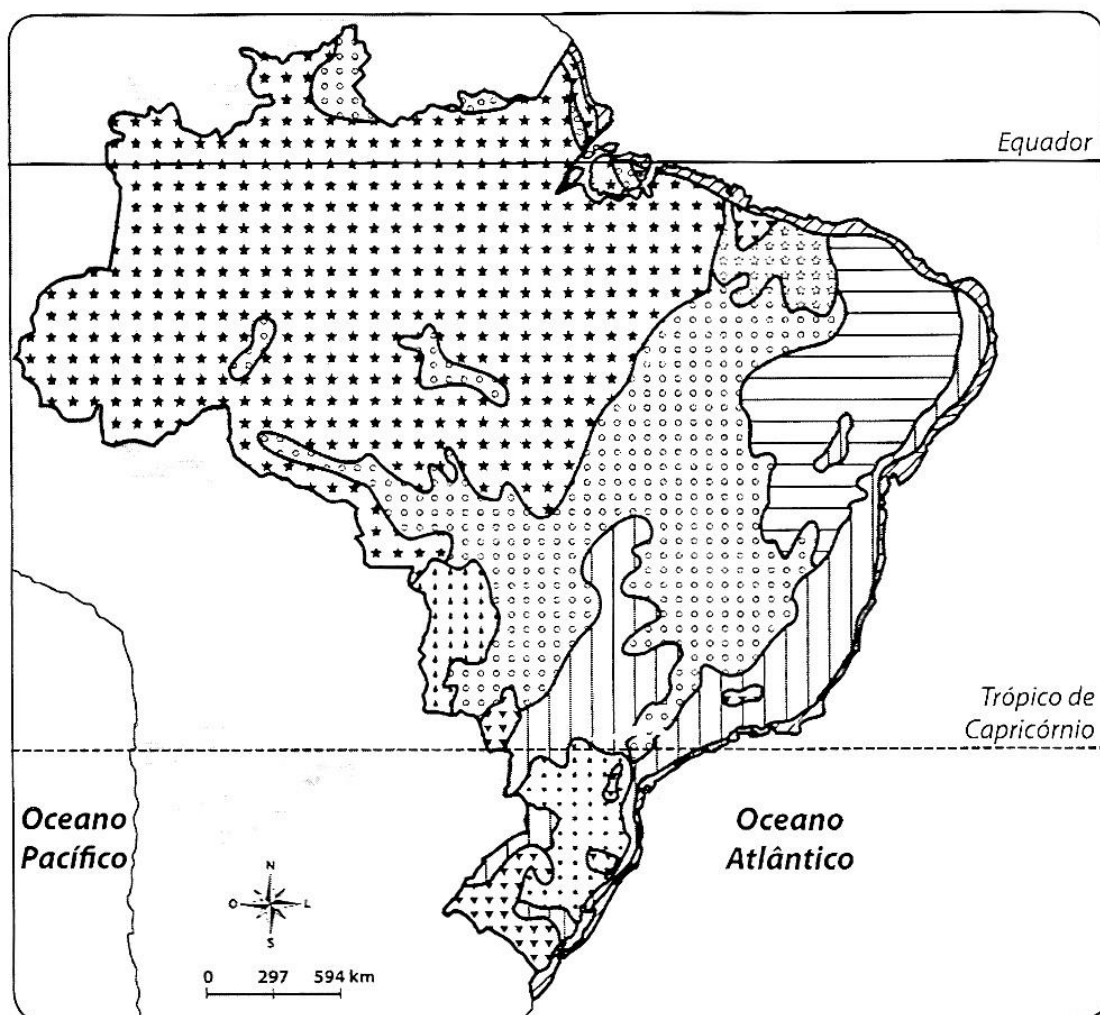 Equador
Trópico de
Capricórnio
Oceano
Pacífico
Oceano
Atlântico
N
O
L
S
0 297 594 km